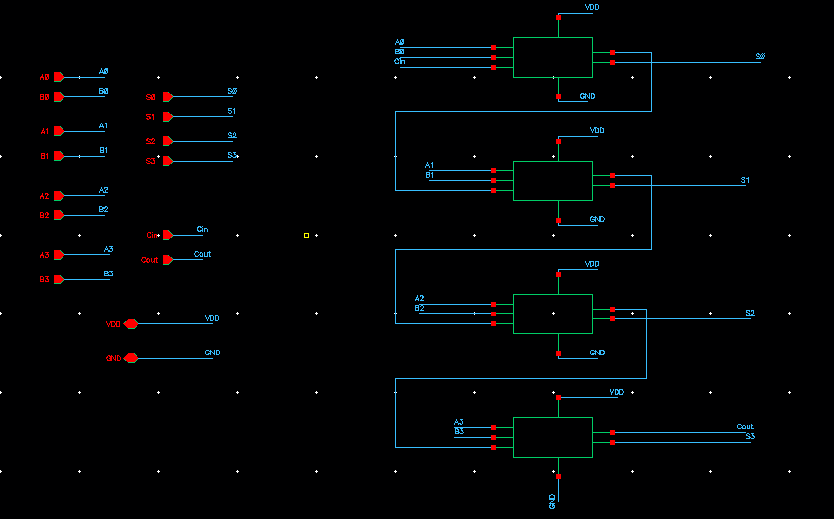 A0 A0
B0 B0
A1 A1
B1 B1
A2 A2
B2 B2
A3 A3
B3 B3
S0 S0
S1 S1
S2 S2
S3 S3
Cin Cin
Cout Cout
VDD VDD
GND GND
VDD
A0
B0
Cin
S0
GND
VDD
A1
B1
S1
GND
VDD
A2
B2
S2
GND
VDD
A3
B3
Cout
S3
GND